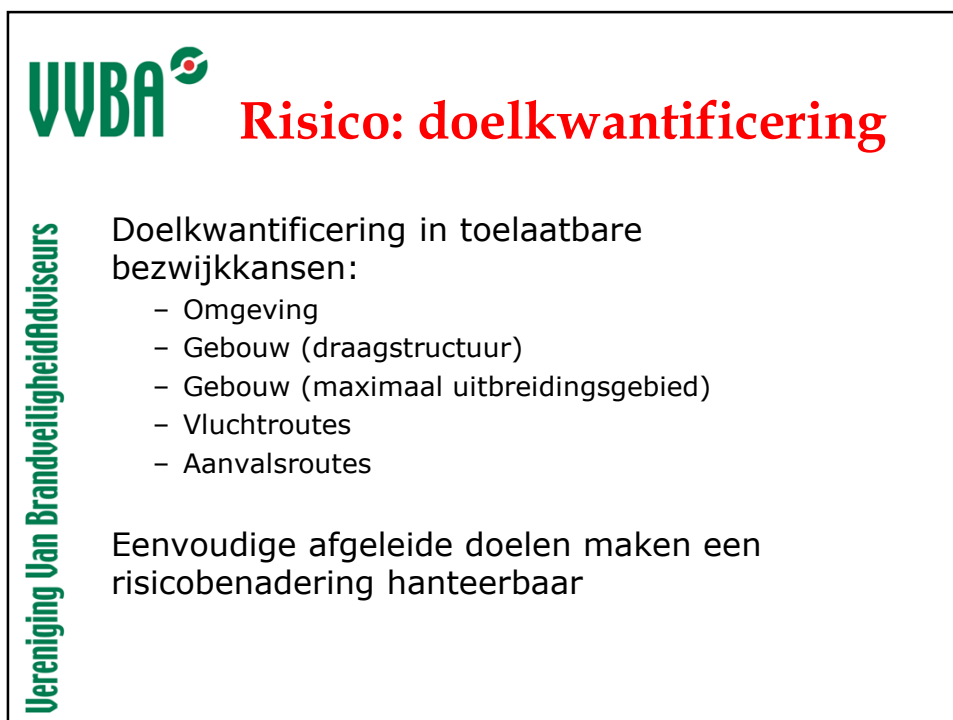 VVBA
Risico: doelkwantificering
Vereniging Van BrandveiligheidAdviseurs
Doelkwantificering in toelaatbare
bezwijkkansen:
– Omgeving
– Gebouw (draagstructuur)
– Gebouw (maximaal uitbreidingsgebied)
– Vluchtroutes
– Aanvalsroutes
Eenvoudige afgeleide doelen maken een
risicobenadering hanteerbaar